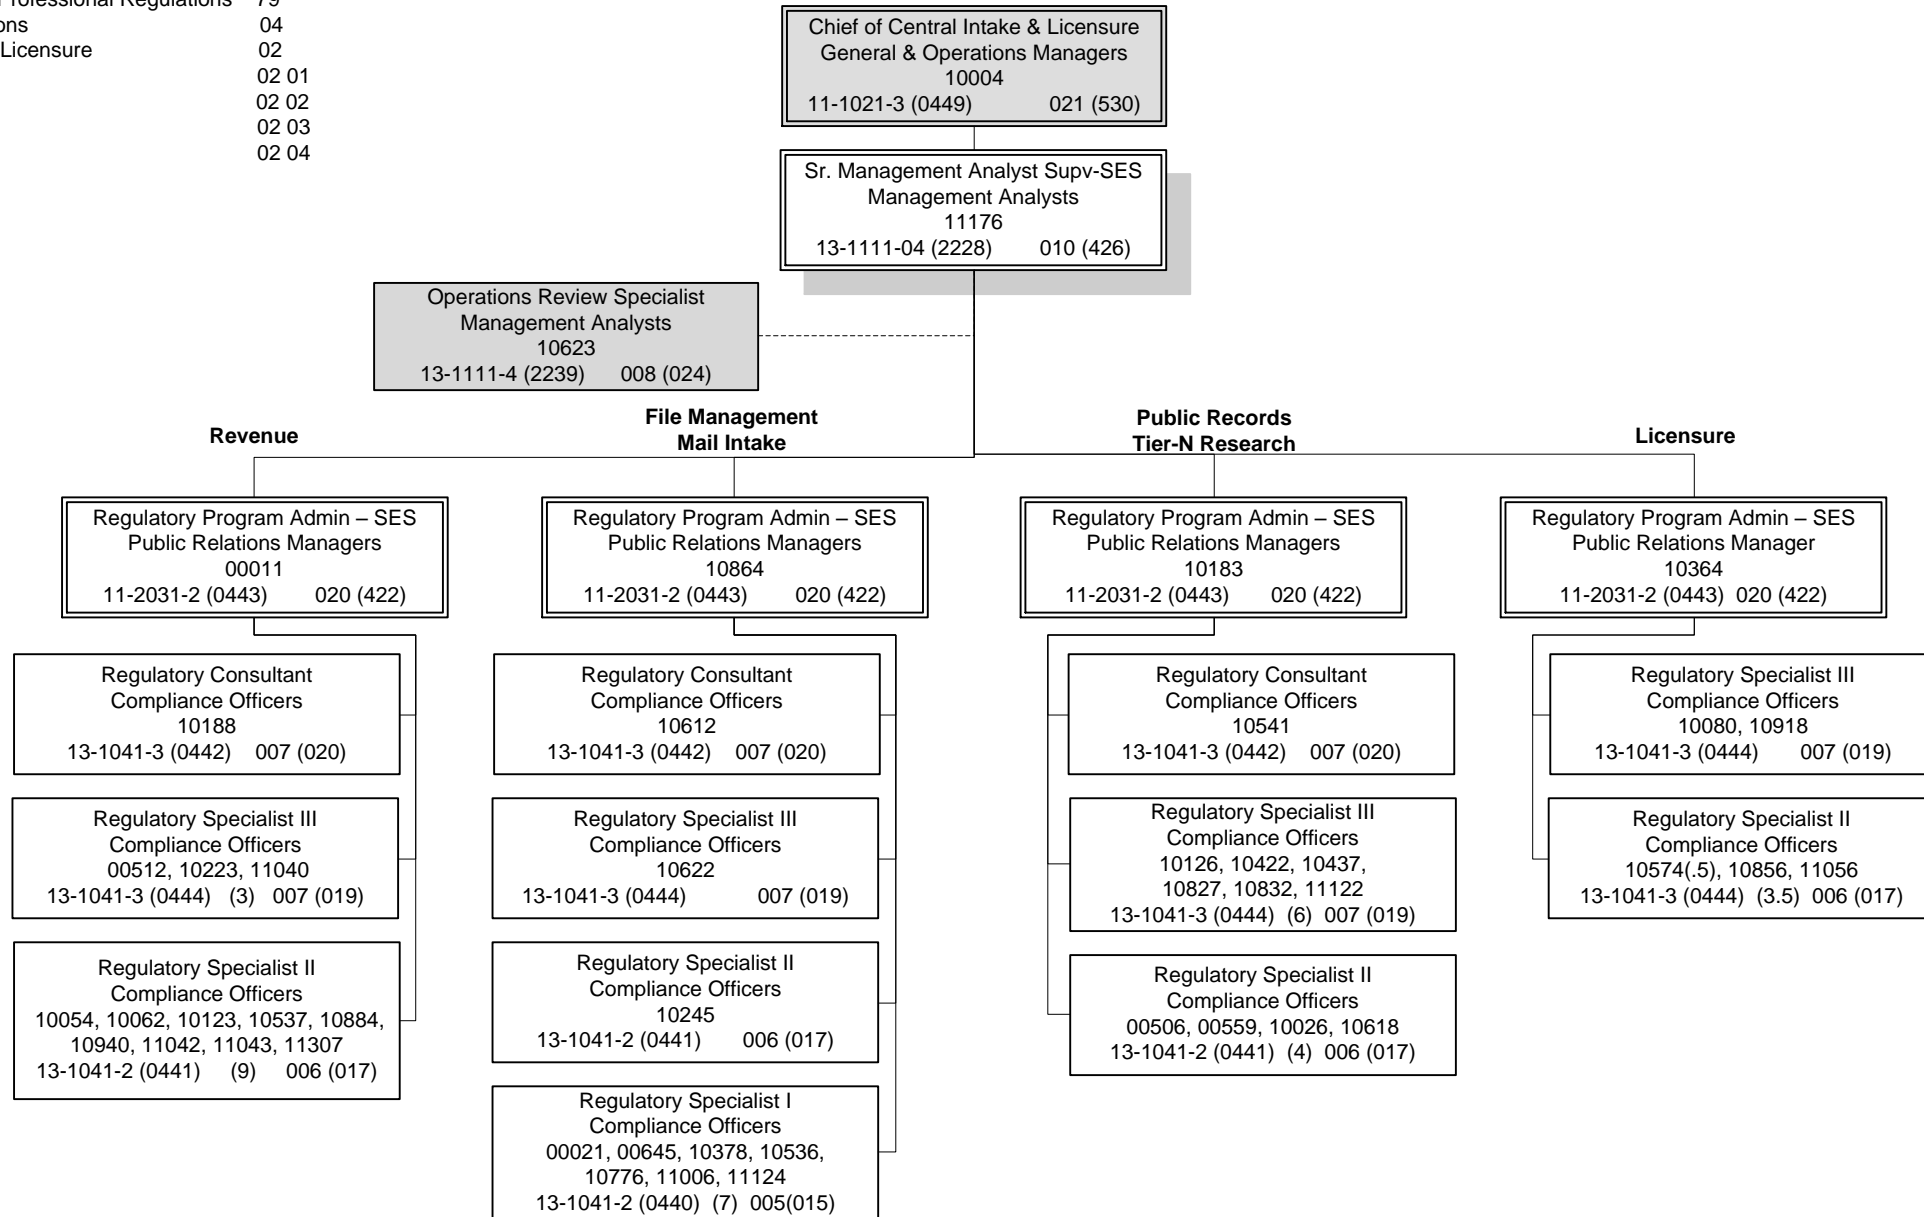 Professional Regulations 79
ons 04
Licensure 02
02 01
02 02
02 03
02 04
Chief of Central Intake & Licensure
General & Operations Managers
10004
11-1021-3 (0449) 021 (530)
Sr. Management Analyst Supv-SES
Management Analysts
11176
13-1111-04 (2228) 010 (426)
Operations Review Specialist
Management Analysts
10623
13-1111-4 (2239) 008 (024)
Revenue
File Management
Mail Intake
Public Records
Tier-N Research
Licensure
Regulatory Program Admin – SES
Public Relations Managers
00011
11-2031-2 (0443) 020 (422)
Regulatory Program Admin – SES
Public Relations Managers
10864
11-2031-2 (0443) 020 (422)
Regulatory Program Admin – SES
Public Relations Managers
10183
11-2031-2 (0443) 020 (422)
Regulatory Program Admin – SES
Public Relations Manager
10364
11-2031-2 (0443) 020 (422)
Regulatory Consultant
Compliance Officers
10188
13-1041-3 (0442) 007 (020)
Regulatory Consultant
Compliance Officers
10612
13-1041-3 (0442) 007 (020)
Regulatory Consultant
Compliance Officers
10541
13-1041-3 (0442) 007 (020)
Regulatory Specialist III
Compliance Officers
10080, 10918
13-1041-3 (0444) 007 (019)
Regulatory Specialist III
Compliance Officers
00512, 10223, 11040
13-1041-3 (0444) (3) 007 (019)
Regulatory Specialist III
Compliance Officers
10622
13-1041-3 (0444) 007 (019)
Regulatory Specialist III
Compliance Officers
10126, 10422, 10437,
10827, 10832, 11122
13-1041-3 (0444) (6) 007 (019)
Regulatory Specialist II
Compliance Officers
10574(.5), 10856, 11056
13-1041-3 (0444) (3.5) 006 (017)
Regulatory Specialist II
Compliance Officers
10054, 10062, 10123, 10537, 10884,
10940, 11042, 11043, 11307
13-1041-2 (0441) (9) 006 (017)
Regulatory Specialist II
Compliance Officers
10245
13-1041-2 (0441) 006 (017)
Regulatory Specialist II
Compliance Officers
00506, 00559, 10026, 10618
13-1041-2 (0441) (4) 006 (017)
Regulatory Specialist I
Compliance Officers
00021, 00645, 10378, 10536,
10776, 11006, 11124
13-1041-2 (0440) (7) 005(015)